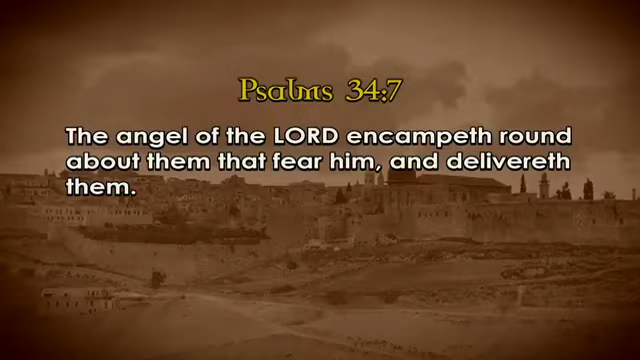 Psalms 34:7
The angel of the LORD encampeth round
about them that fear him, and delivereth
them.